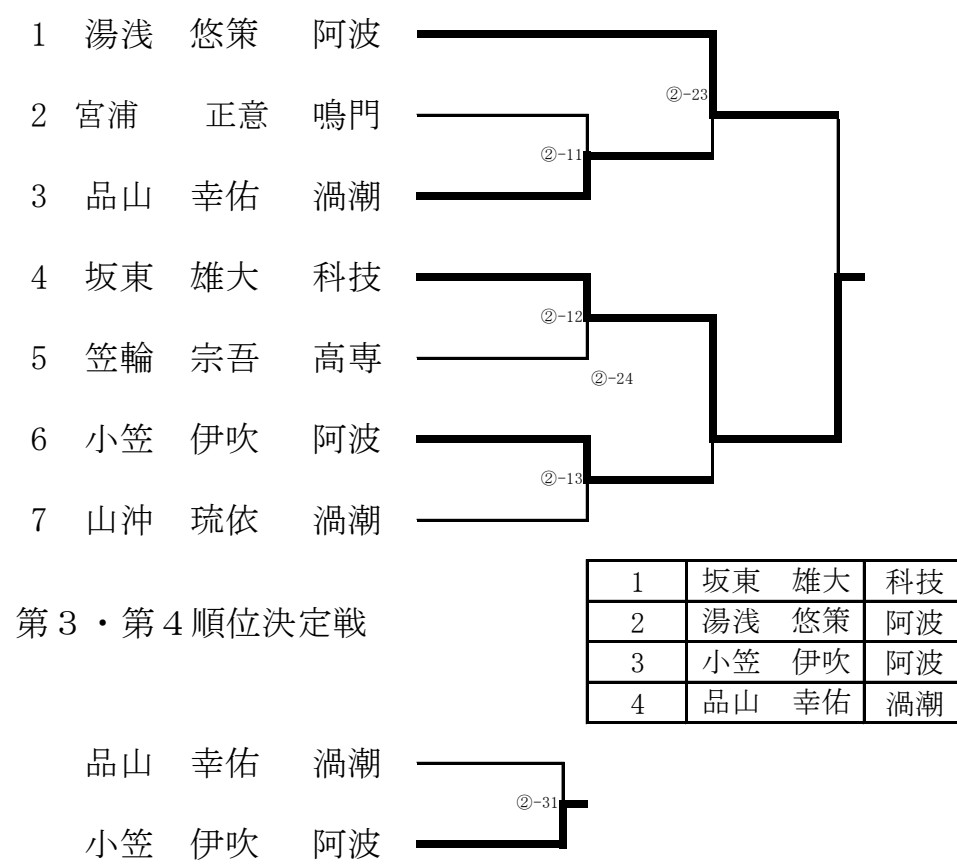 1 湯浅 悠策 阿波
②-23
2 宮浦 正意 鳴門
②-11
3 品山 幸佑 渦潮
4 坂東 雄大 科技
②-12
5 笠輪 宗吾 高専
②-24
6 小笠 伊吹 阿波
②-13
7 山沖 琉依 渦潮
1 坂東 雄大 科技
第３・第４順位決定戦
2 湯浅 悠策 阿波
3 小笠 伊吹 阿波
4 品山 幸佑 渦潮
品山 幸佑 渦潮
②-31
小笠 伊吹 阿波